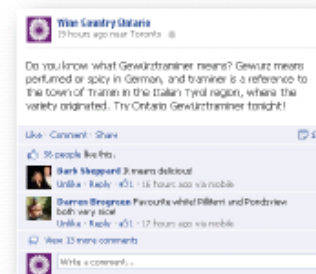 Wine Country Ontario
19 hours ago near Toronto
Do you know what Gewürztraminer means? Gewurz means
perfumed or spicy in German, and traminer is a reference to
the town of Tramin in the Italian Tyrol region, where the
variety originated. Try Ontario Gewürztraminer tonight!
Like · Comment · Share
36 people like this.
Barb Sheppard It means delicious!
Unlike · Reply · 1 · 16 hours ago via mobile
Darren Brogreen Favourite white! Pillitteri and Pondview
both very nice!
Unlike · Reply · 1 · 17 hours ago via mobile
View 13 more comments
Write a comment...